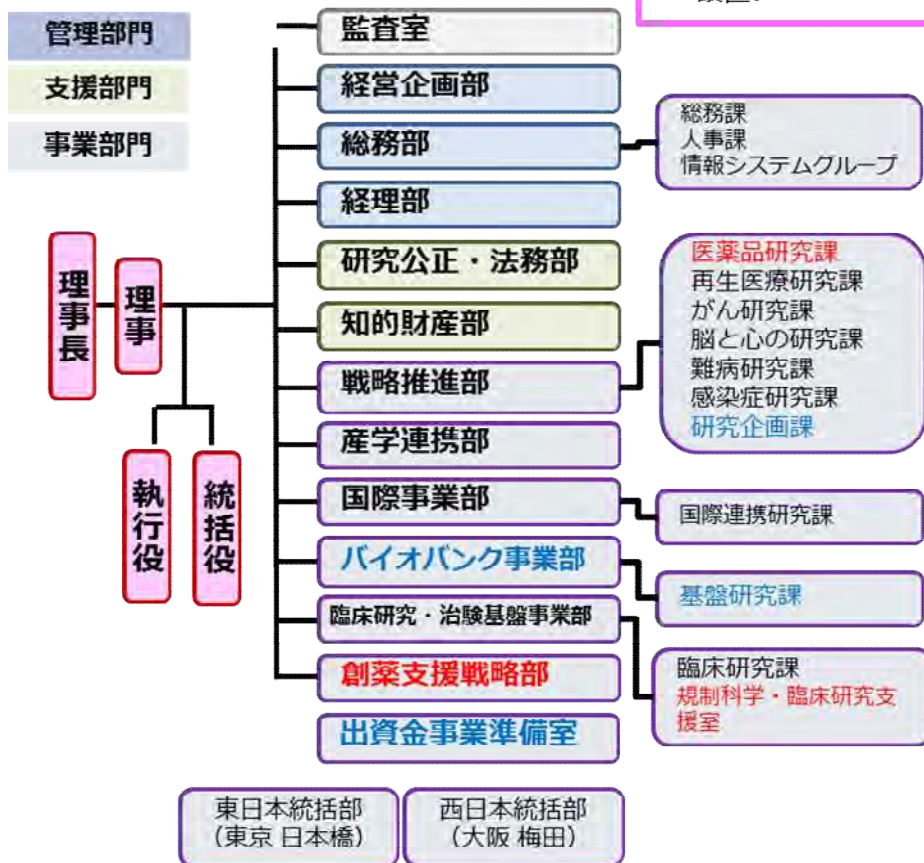 管理部門
支援部門
事業部門
理事長
理事
執行役
統括役
監査室
経営企画部
総務部
経理部
研究公正・法務部
知的財産部
戦略推進部
産学連携部
国際事業部
バイオバンク事業部
臨床研究・治験基盤事業部
創薬支援戦略部
出資金事業準備室
総務課
人事課
情報システムグループ
医薬品研究課
再生医療研究課
がん研究課
脳と心の研究課
難病研究課
感染症研究課
研究企画課
国際連携研究課
基盤研究課
臨床研究課
規制科学・臨床研究支
援室
東日本統括部
（東京 日本橋）
西日本統括部
（大阪 梅田）